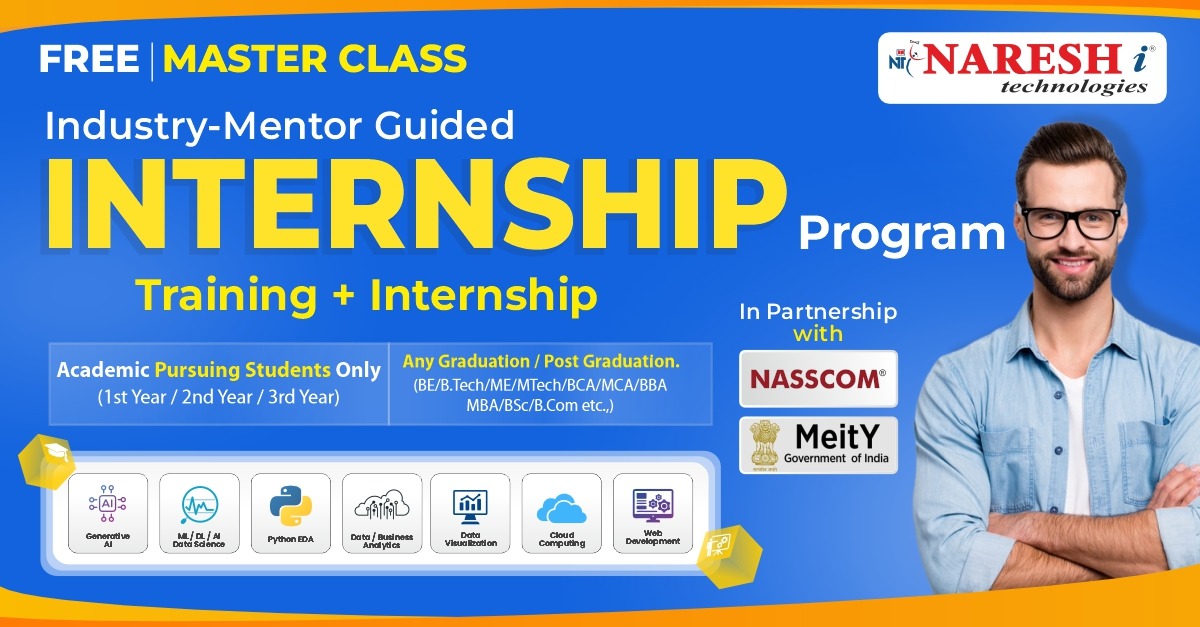 FREE | MASTER CLASS
NT
NARESH i®
technologies
Industry-Mentor Guided
INTERNSHIP Program
Training + Internship
In Partnership
with
NASSCOM®
MeitY
Government of India
Academic Pursuing Students Only
(1st Year / 2nd Year / 3rd Year)
Any Graduation / Post Graduation.
(BE/B.Tech/ME/MTech/BCA/MCA/BBA
MBA/BSc/B.Com etc.,)
AI
Generative
AI
ML / DL / AI
Data Science
Python EDA
Data / Business
Analytics
Data
Visualization
Cloud
Computing
Web
Development